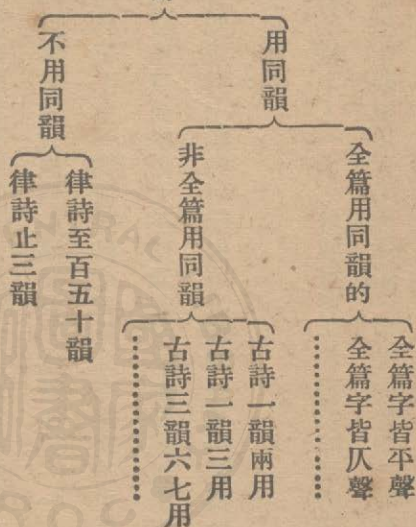 用同韻
全篇用同韻的
全篇字皆平聲
全篇字皆仄聲
…………
非全篇用同韻
古詩一韻兩用
古詩一韻三用
古詩三韻六七用
…………
不用同韻
律詩至百五十韻
律詩止三韻